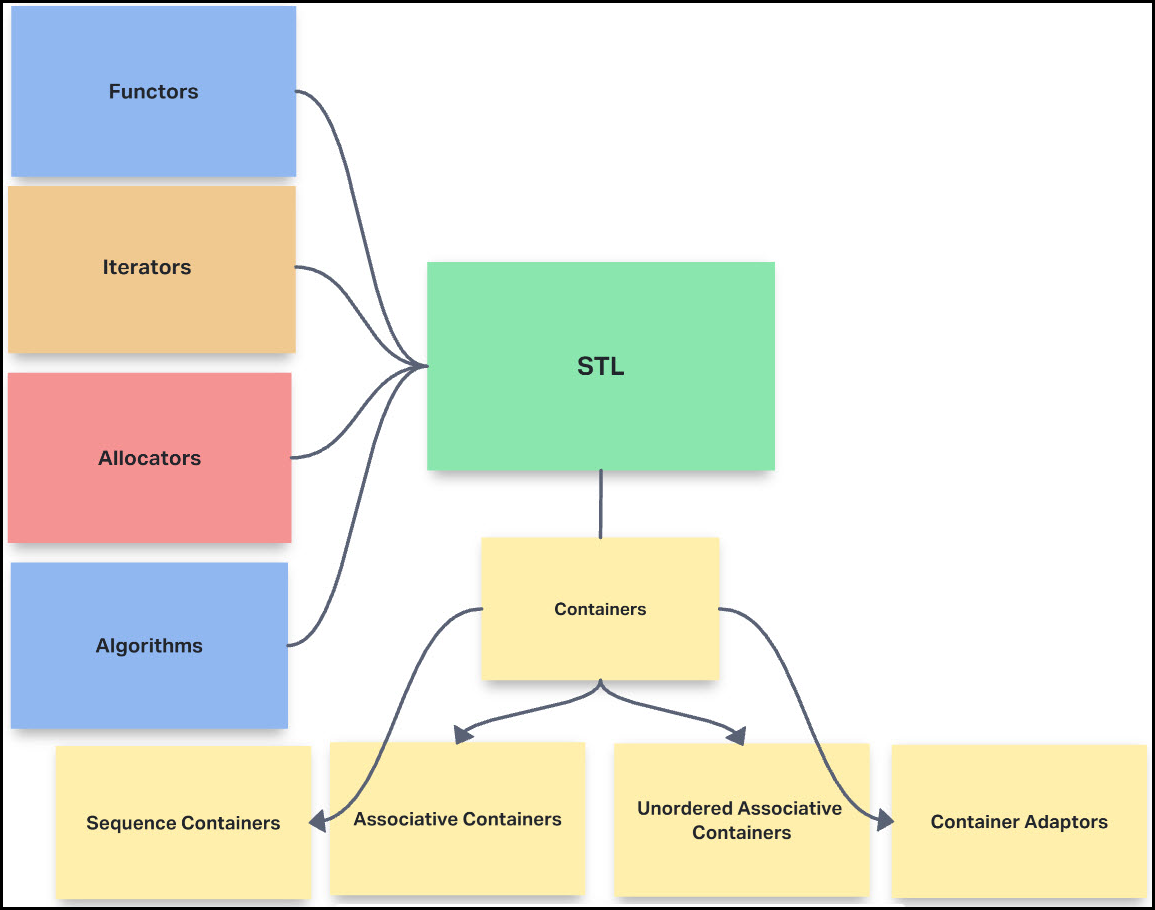 Functors
Iterators
STL
Allocators
Containers
Algorithms
Sequence Containers
Associative Containers
Unordered Associative
Containers
Container Adaptors